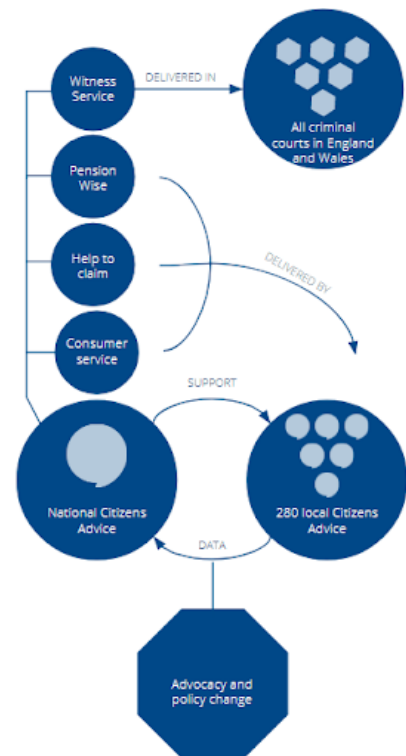 Witness
Service
DELIVERED IN
All criminal
courts in England
and Wales
Pension
Wise
Help to
claim
DELIVERED BY
Consumer
service
SUPPORT
National Citizens
Advice
280 local Citizens
Advice
DATA
Advocacy and
policy change